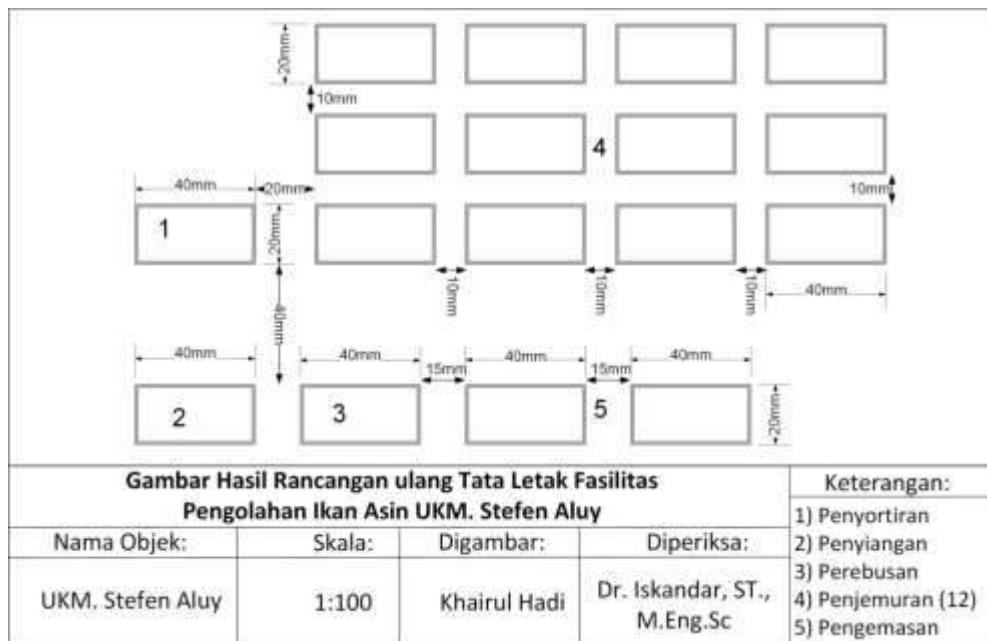 20mm
10mm
4
40mm
20mm
10mm
1
20mm
10mm
10mm
10mm
40mm
40mm
40mm
40mm
40mm
40mm
15mm
15mm
2
3
5
20mm
Gambar Hasil Rancangan ulang Tata Letak Fasilitas
Pengolahan Ikan Asin UKM. Stefen Aluy
Nama Objek:
Skala:
Digambar:
Diperiksa:
UKM. Stefen Aluy
1:100
Khairul Hadi
Dr. Iskandar, ST.,
M.Eng.Sc
Keterangan:
1) Penyortiran
2) Penyiangan
3) Perebusan
4) Penjemuran (12)
5) Pengemasan